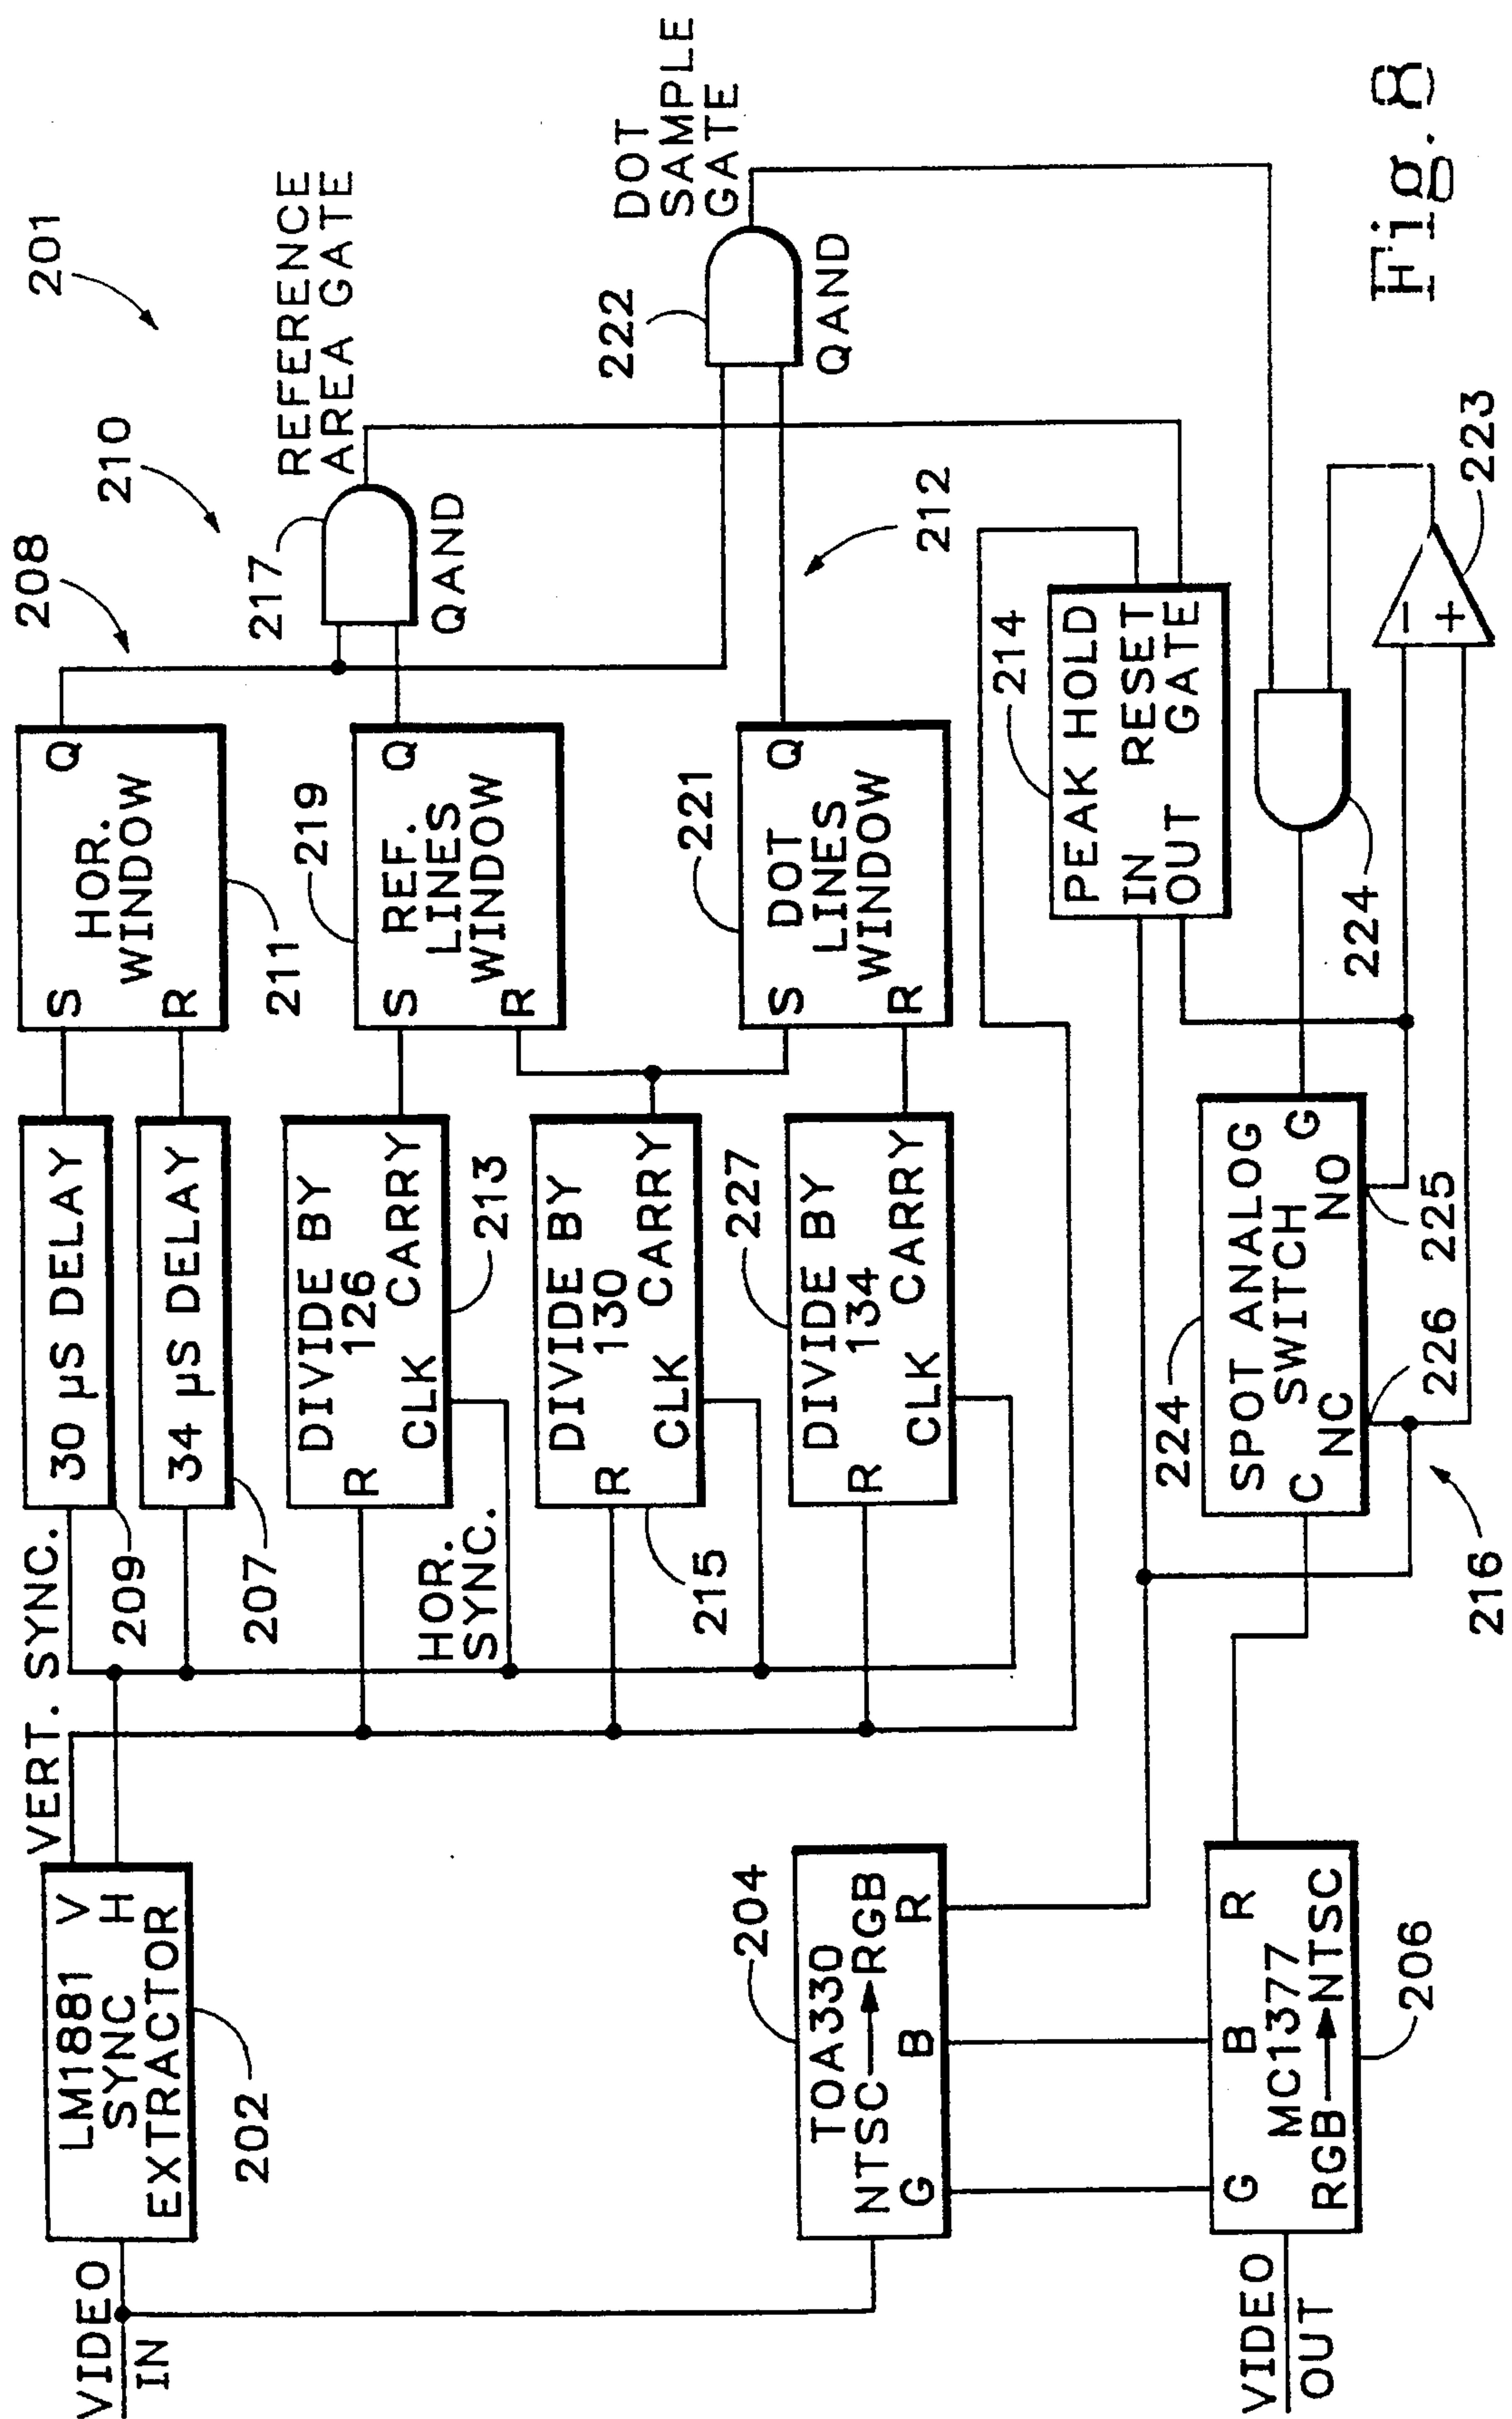 201
210
208
REFERENCE
AREA GATE
217
QAND
DOT
SAMPLE
GATE
222
QAND
212
VIDEO
IN
LM1881 V
SYNC H
EXTRACTOR
202
VERT. SYNC.
30 µS DELAY
209
34 µS DELAY
207
S Q
HOR.
WINDOW
R
211
DIVIDE BY
126
R CLK CARRY
213
HOR.
SYNC.
S REF. Q
LINES
R WINDOW
219
DIVIDE BY
130
R CLK CARRY
215
S DOT Q
LINES
R WINDOW
221
DIVIDE BY
134
R CLK CARRY
227
TOA330
NTSC→RGB
G B R
204
PEAK HOLD
IN RESET
OUT GATE
214
224
SPOT ANALOG
SWITCH
C G
NC NO
224
226
225
216
−
+
223
G B R
MC1377
RGB→NTSC
206
VIDEO
OUT
Fig. 8